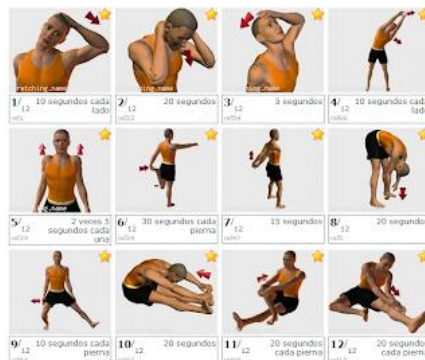 retching.name
1/12 10 segundos cada
lado
2/12 20 segundos
3/12 5 segundos
4/12 10 segundos cada
lado
5/12 2 veces 5
segundos cada
una
6/12 30 segundos cada
pierna
7/12 15 segundos
8/12 20 segundos
9/12 10 segundos cada
pierna
10/12 20 segundos
11/12 20 segundos
cada pierna
12/12 20 segundos
cada pierna